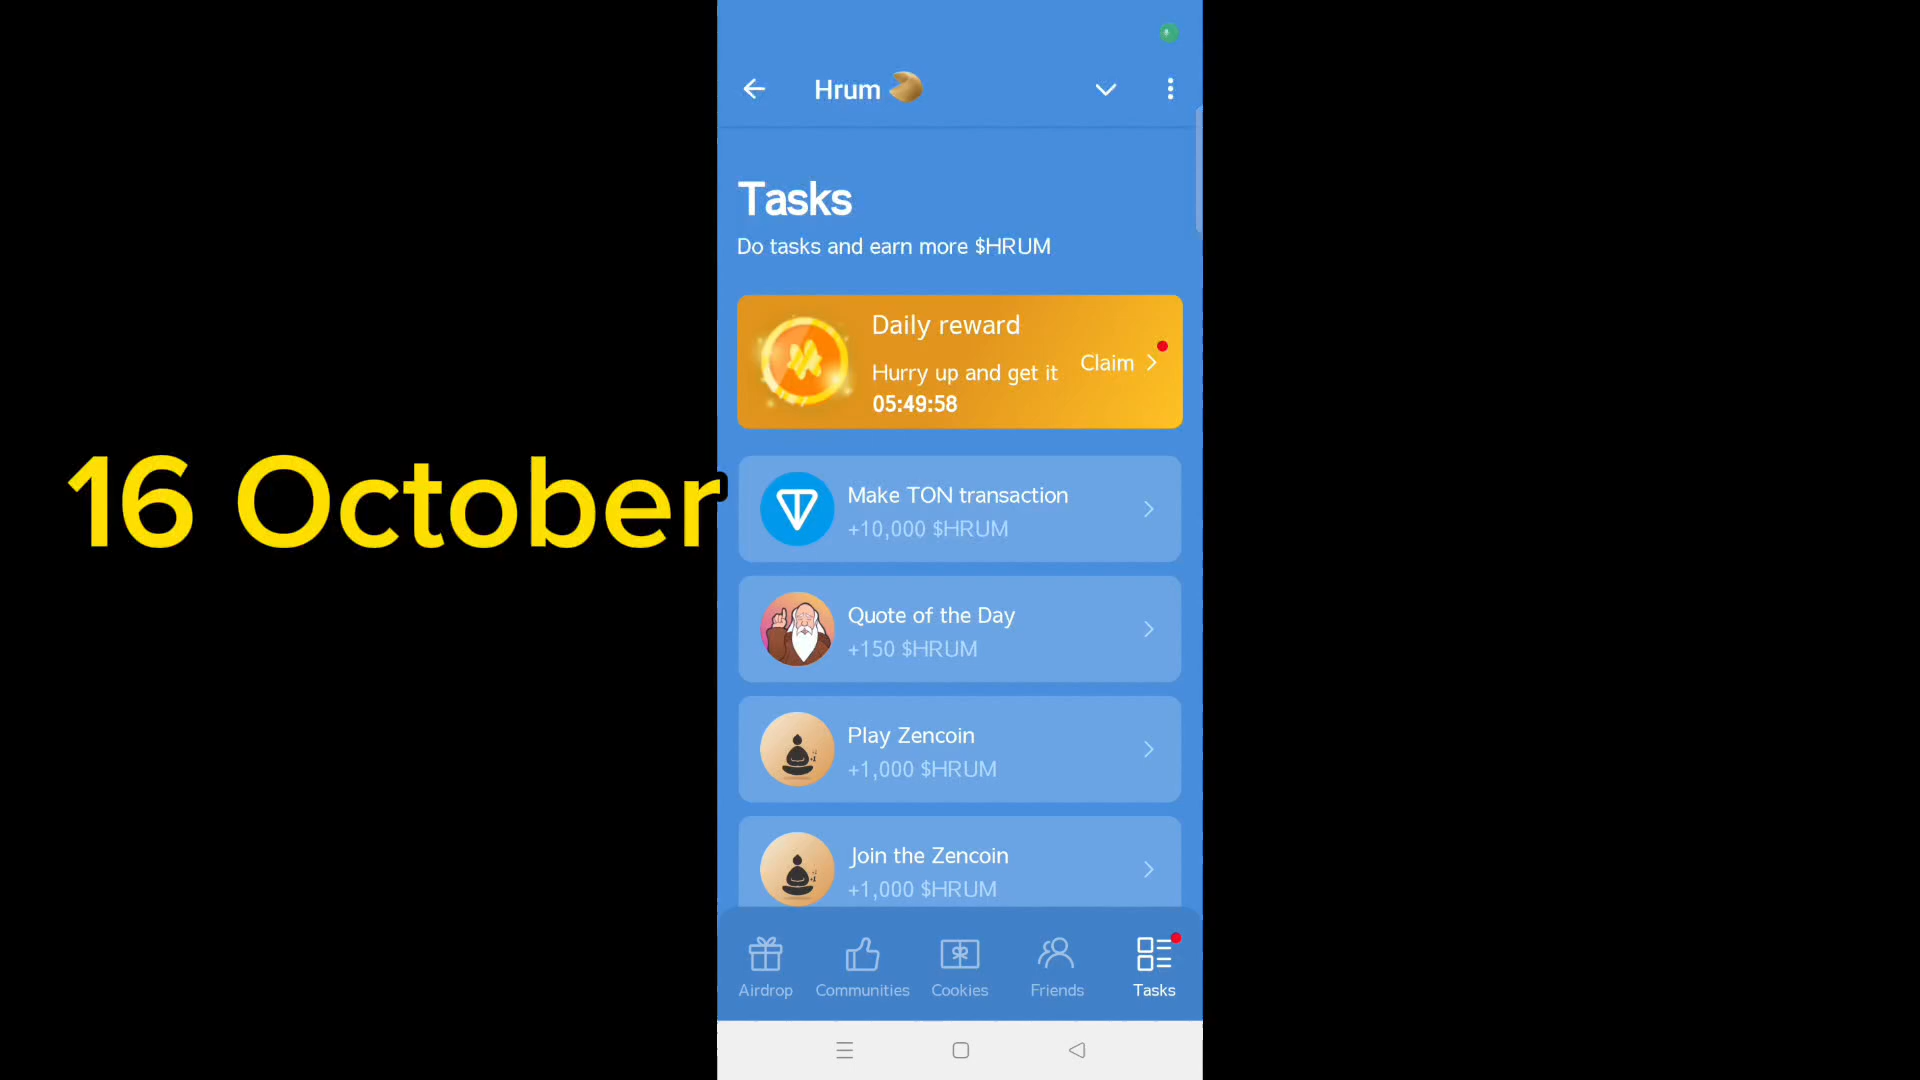 Hrum
Tasks
Do tasks and earn more $HRUM
Daily reward
Hurry up and get it
05:49:58
Claim
16 October
Make TON transaction
+10,000 $HRUM
Quote of the Day
+150 $HRUM
Play Zencoin
+1,000 $HRUM
Join the Zencoin
+1,000 $HRUM
Airdrop
Communities
Cookies
Friends
Tasks